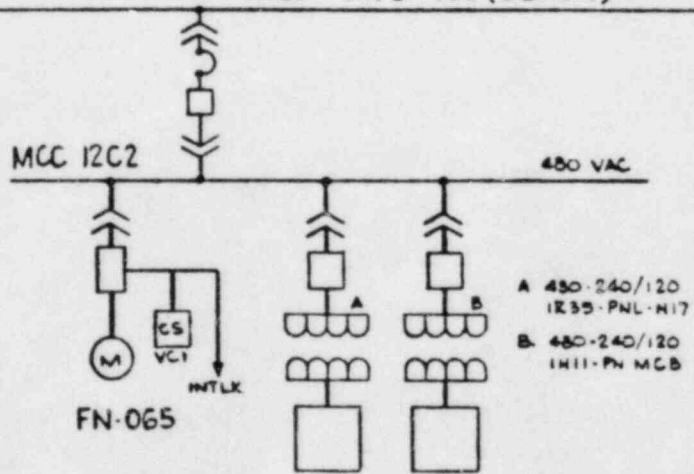 MCC 12C2
480 VAC
A
B
A 480-240/120
1R35-PNL-N17
B. 480-240/120
1H11-PN MCB
CS
VC1
M
INTLK
FN-065